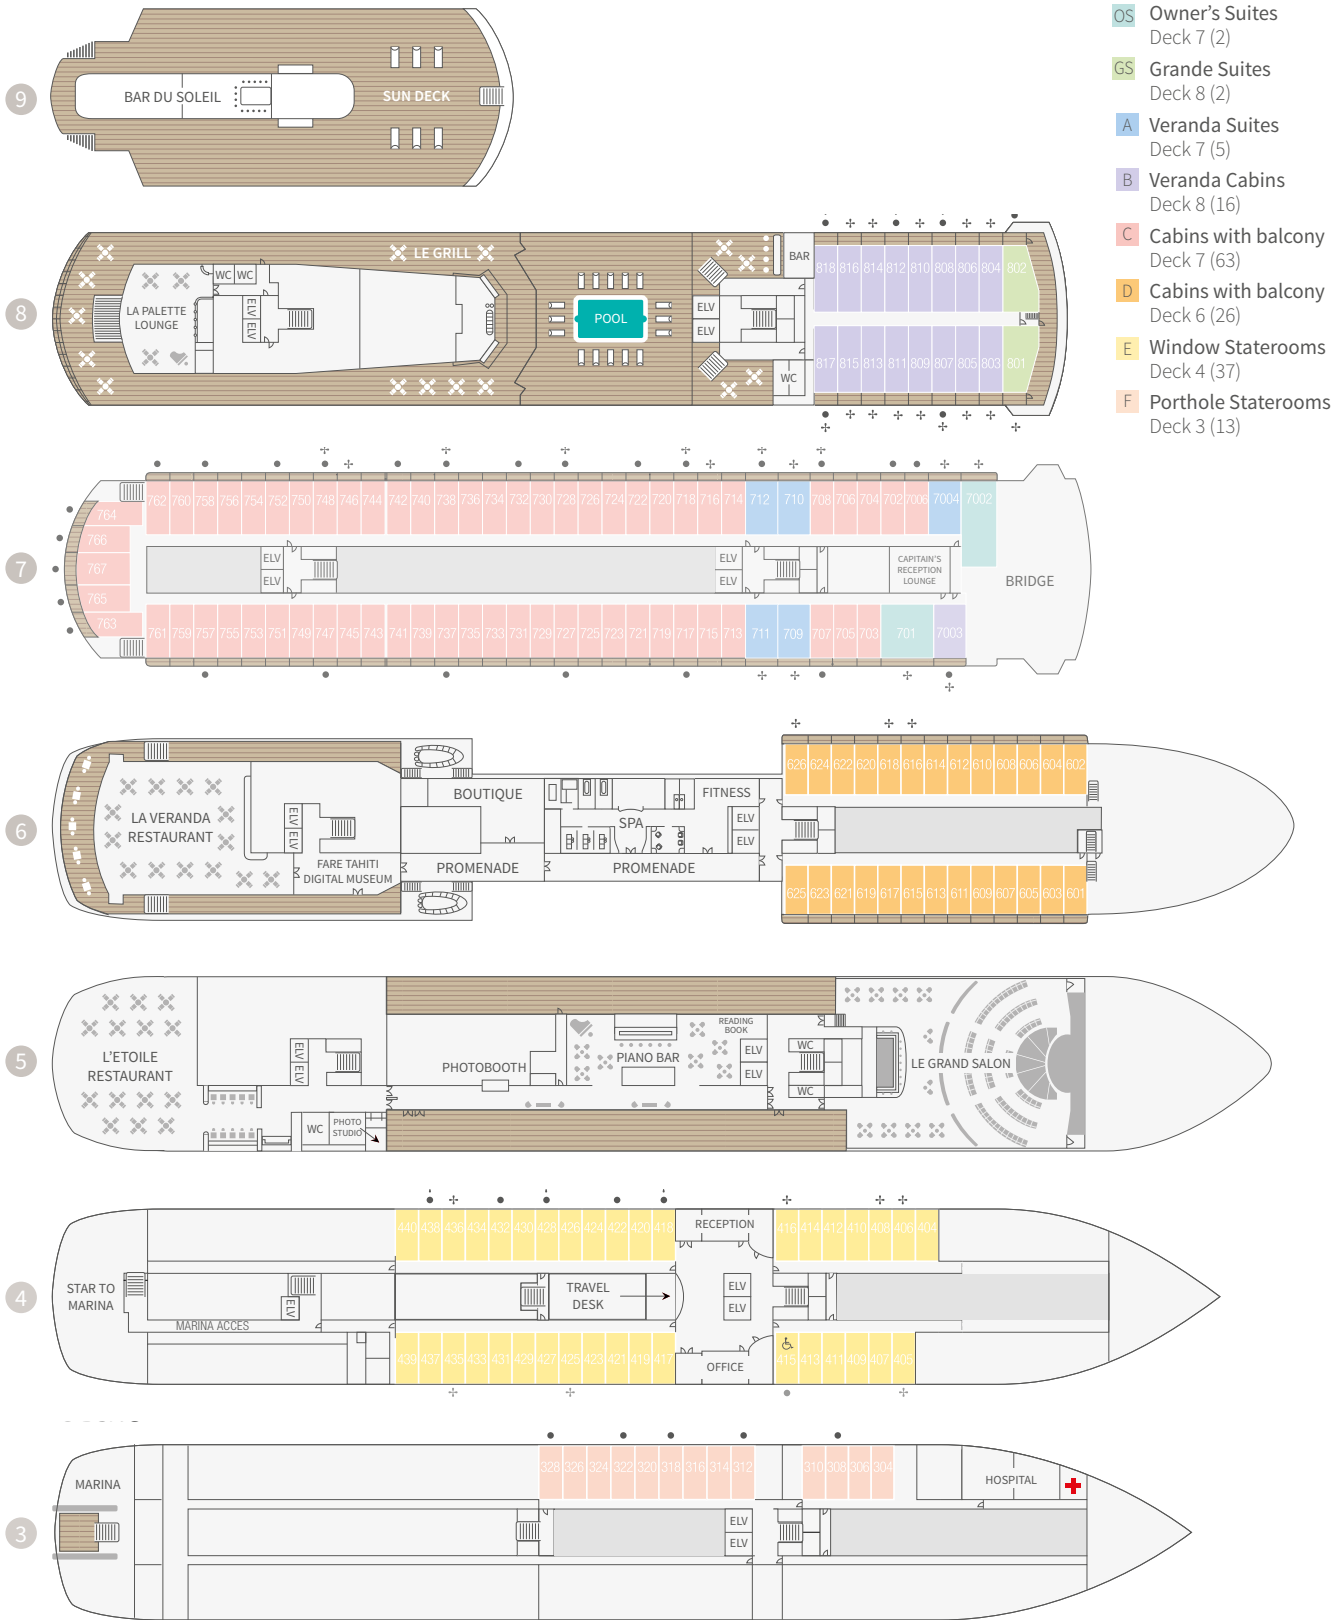 OS Owner's Suites
Deck 7 (2)
GS Grande Suites
Deck 8 (2)
A Veranda Suites
Deck 7 (5)
B Veranda Cabins
Deck 8 (16)
C Cabins with balcony
Deck 7 (63)
D Cabins with balcony
Deck 6 (26)
E Window Staterooms
Deck 4 (37)
F Porthole Staterooms
Deck 3 (13)
9
BAR DU SOLEIL
SUN DECK
8
LE GRILL
WC WC
LA PALETTE
LOUNGE
ELV ELV
POOL
ELV
ELV
BAR
WC
818 816 814 812 810 808 806 804 802
817 815 813 811 809 807 805 803 801
7
762 760 758 756 754 752 750 748 746 744 742 740 738 736 734 732 730 728 726 724 722 720 718 716 714 712 710 708 706 704 702 7006 7004 7002
764
766
767
765
763
ELV
ELV
ELV
ELV
CAPITAIN'S
RECEPTION
LOUNGE
BRIDGE
761 759 757 755 753 751 749 747 745 743 741 739 737 735 733 731 729 727 725 723 721 719 717 715 713 711 709 707 705 703 701 7003
6
LA VERANDA
RESTAURANT
ELV ELV
FARE TAHITI
DIGITAL MUSEUM
BOUTIQUE
PROMENADE
SPA
FITNESS
ELV
ELV
PROMENADE
626 624 622 620 618 616 614 612 610 608 606 604 602
625 623 621 619 617 615 613 611 609 607 605 603 601
5
L'ETOILE
RESTAURANT
ELV ELV
WC
PHOTO
STUDIO
PHOTOBOOTH
PIANO BAR
READING
BOOK
ELV
ELV
WC
WC
LE GRAND SALON
4
440 438 436 434 432 430 428 426 424 422 420 418
RECEPTION
416 414 412 410 408 406 404
STAR TO
MARINA
ELV
MARINA ACCES
TRAVEL
DESK
ELV
ELV
439 437 435 433 431 429 427 425 423 421 419 417
OFFICE
415 413 411 409 407 405
3
MARINA
328 326 324 322 320 318 316 314 312
310 308 306 304
HOSPITAL
ELV
ELV